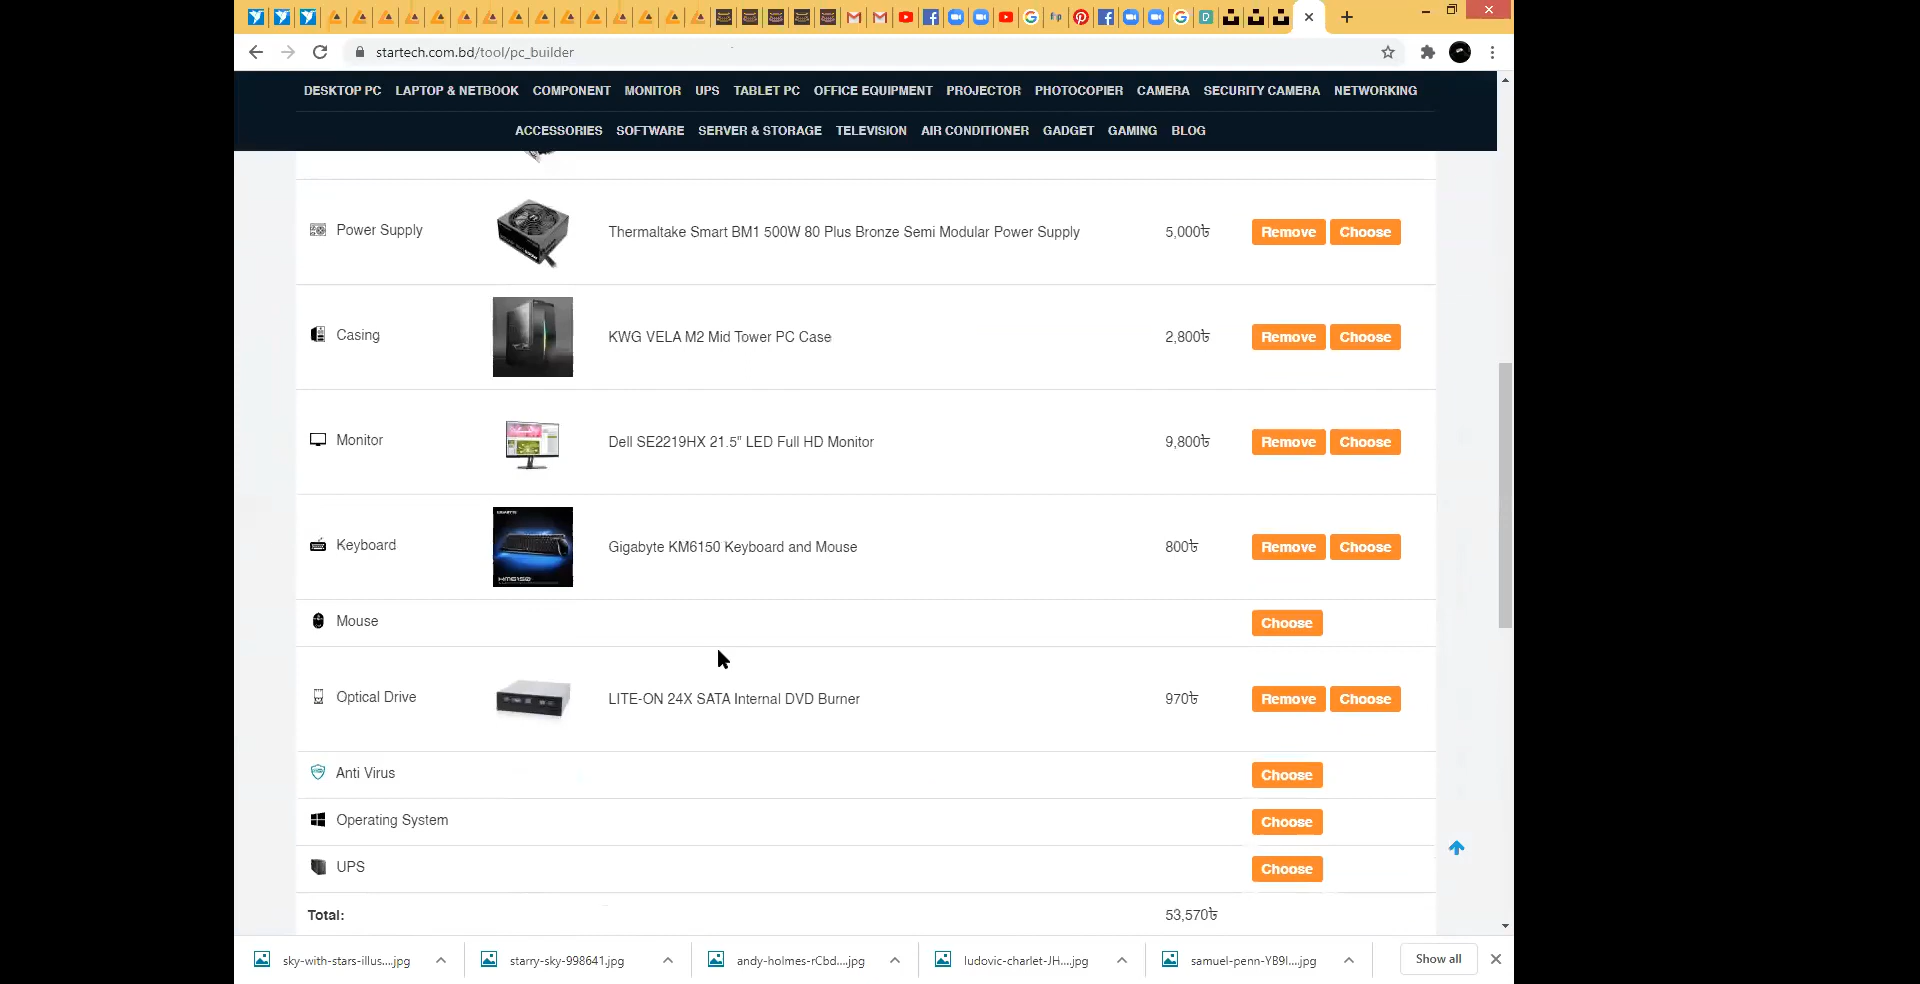 startech.com.bd/tool/pc_builder
DESKTOP PC LAPTOP & NETBOOK COMPONENT MONITOR UPS TABLET PC OFFICE EQUIPMENT PROJECTOR PHOTOCOPIER CAMERA SECURITY CAMERA NETWORKING
ACCESSORIES SOFTWARE SERVER & STORAGE TELEVISION AIR CONDITIONER GADGET GAMING BLOG
Power Supply Thermaltake Smart BM1 500W 80 Plus Bronze Semi Modular Power Supply 5,000৳ Remove Choose
Casing KWG VELA M2 Mid Tower PC Case 2,800৳ Remove Choose
Monitor Dell SE2219HX 21.5" LED Full HD Monitor 9,800৳ Remove Choose
Keyboard Gigabyte KM6150 Keyboard and Mouse 800৳ Remove Choose
Mouse Choose
Optical Drive LITE-ON 24X SATA Internal DVD Burner 970৳ Remove Choose
Anti Virus Choose
Operating System Choose
UPS Choose
Total: 53,570৳
sky-with-stars-illus....jpg starry-sky-998641.jpg andy-holmes-rCbd....jpg ludovic-charlet-JH....jpg samuel-penn-YB9I....jpg Show all